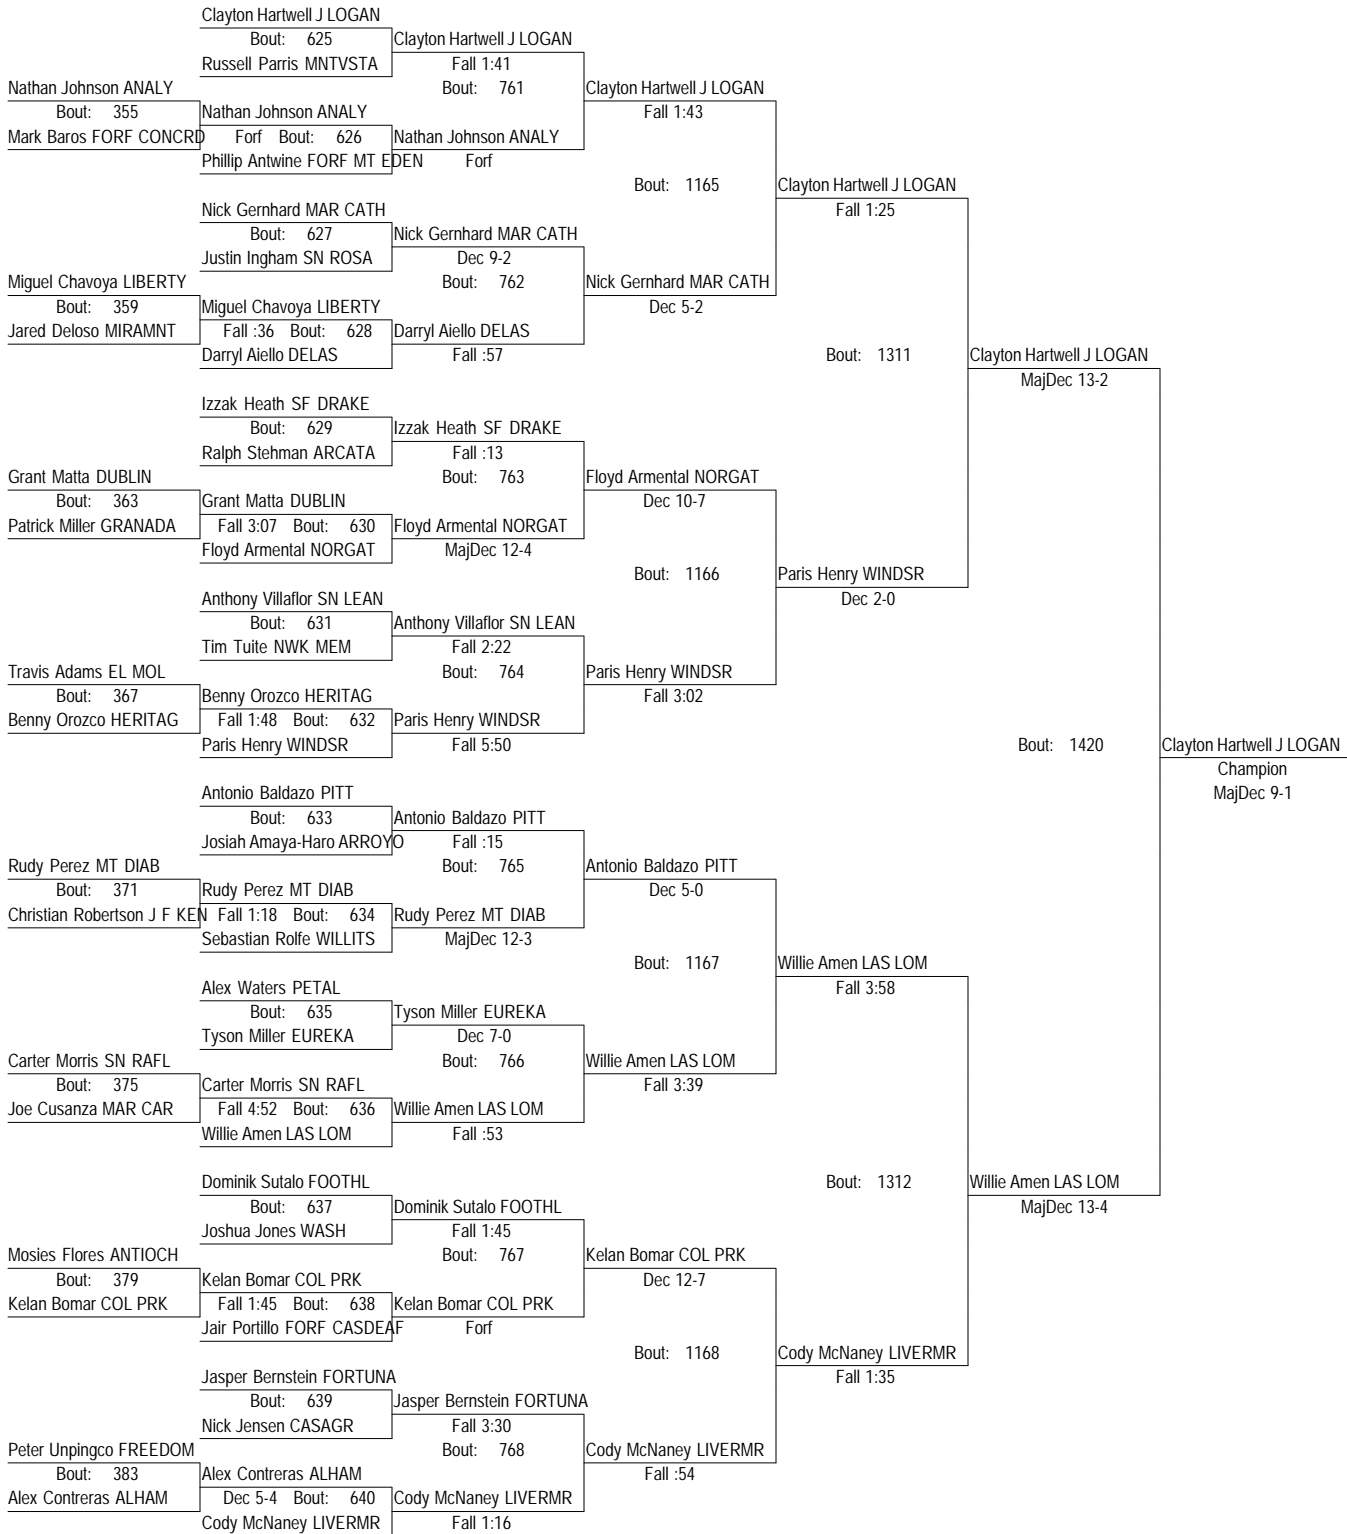 Clayton Hartwell J LOGAN
Bout: 625 Clayton Hartwell J LOGAN
Russell Parris MNTVSTA Fall 1:41
Nathan Johnson ANALY Bout: 761 Clayton Hartwell J LOGAN
Bout: 355 Nathan Johnson ANALY Fall 1:43
Mark Baros FORF CONCRD Forf Bout: 626 Nathan Johnson ANALY
Phillip Antwine FORF MT EDEN Forf
Bout: 1165 Clayton Hartwell J LOGAN
Nick Gernhard MAR CATH Fall 1:25
Bout: 627 Nick Gernhard MAR CATH
Justin Ingham SN ROSA Dec 9-2
Miguel Chavoya LIBERTY Bout: 762 Nick Gernhard MAR CATH
Bout: 359 Miguel Chavoya LIBERTY Dec 5-2
Jared Deloso MIRAMNT Fall :36 Bout: 628 Darryl Aiello DELAS
Darryl Aiello DELAS Fall :57 Bout: 1311 Clayton Hartwell J LOGAN
MajDec 13-2
Izzak Heath SF DRAKE
Bout: 629 Izzak Heath SF DRAKE
Ralph Stehman ARCATA Fall :13
Grant Matta DUBLIN Bout: 763 Floyd Armental NORGAT
Bout: 363 Grant Matta DUBLIN Dec 10-7
Patrick Miller GRANADA Fall 3:07 Bout: 630 Floyd Armental NORGAT
Floyd Armental NORGAT MajDec 12-4
Bout: 1166 Paris Henry WINDSR
Anthony Villaflor SN LEAN Dec 2-0
Bout: 631 Anthony Villaflor SN LEAN
Tim Tuite NWK MEM Fall 2:22
Travis Adams EL MOL Bout: 764 Paris Henry WINDSR
Bout: 367 Benny Orozco HERITAG Fall 3:02
Benny Orozco HERITAG Fall 1:48 Bout: 632 Paris Henry WINDSR
Paris Henry WINDSR Fall 5:50 Bout: 1420 Clayton Hartwell J LOGAN
Champion
Antonio Baldazo PITT MajDec 9-1
Bout: 633 Antonio Baldazo PITT
Josiah Amaya-Haro ARROYO Fall :15
Rudy Perez MT DIAB Bout: 765 Antonio Baldazo PITT
Bout: 371 Rudy Perez MT DIAB Dec 5-0
Christian Robertson J F KEN Fall 1:18 Bout: 634 Rudy Perez MT DIAB
Sebastian Rolfe WILLITS MajDec 12-3
Bout: 1167 Willie Amen LAS LOM
Alex Waters PETAL Fall 3:58
Bout: 635 Tyson Miller EUREKA
Tyson Miller EUREKA Dec 7-0
Carter Morris SN RAFL Bout: 766 Willie Amen LAS LOM
Bout: 375 Carter Morris SN RAFL Fall 3:39
Joe Cusanza MAR CAR Fall 4:52 Bout: 636 Willie Amen LAS LOM
Willie Amen LAS LOM Fall :53
Dominik Sutalo FOOTHL Bout: 1312 Willie Amen LAS LOM
Bout: 637 Dominik Sutalo FOOTHL MajDec 13-4
Joshua Jones WASH Fall 1:45
Mosies Flores ANTIOCH Bout: 767 Kelan Bomar COL PRK
Bout: 379 Kelan Bomar COL PRK Dec 12-7
Kelan Bomar COL PRK Fall 1:45 Bout: 638 Kelan Bomar COL PRK
Jair Portillo FORF CASDEAF Forf
Bout: 1168 Cody McNaney LIVERMR
Jasper Bernstein FORTUNA Fall 1:35
Bout: 639 Jasper Bernstein FORTUNA
Nick Jensen CASAGR Fall 3:30
Peter Unpingco FREEDOM Bout: 768 Cody McNaney LIVERMR
Bout: 383 Alex Contreras ALHAM Fall :54
Alex Contreras ALHAM Dec 5-4 Bout: 640 Cody McNaney LIVERMR
Cody McNaney LIVERMR Fall 1:16